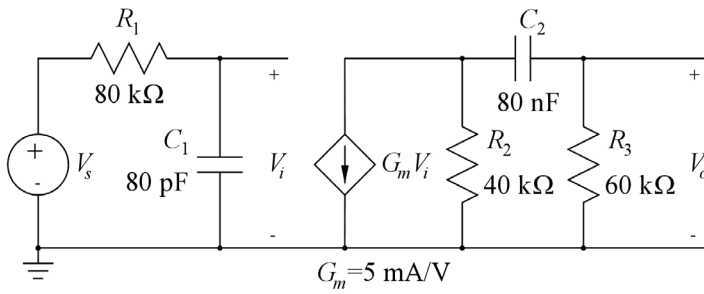 R1
80 kΩ
+
-
Vs
C1
80 pF
+
Vi
-
GmVi
Gm=5 mA/V
C2
80 nF
R2
40 kΩ
R3
60 kΩ
+
-